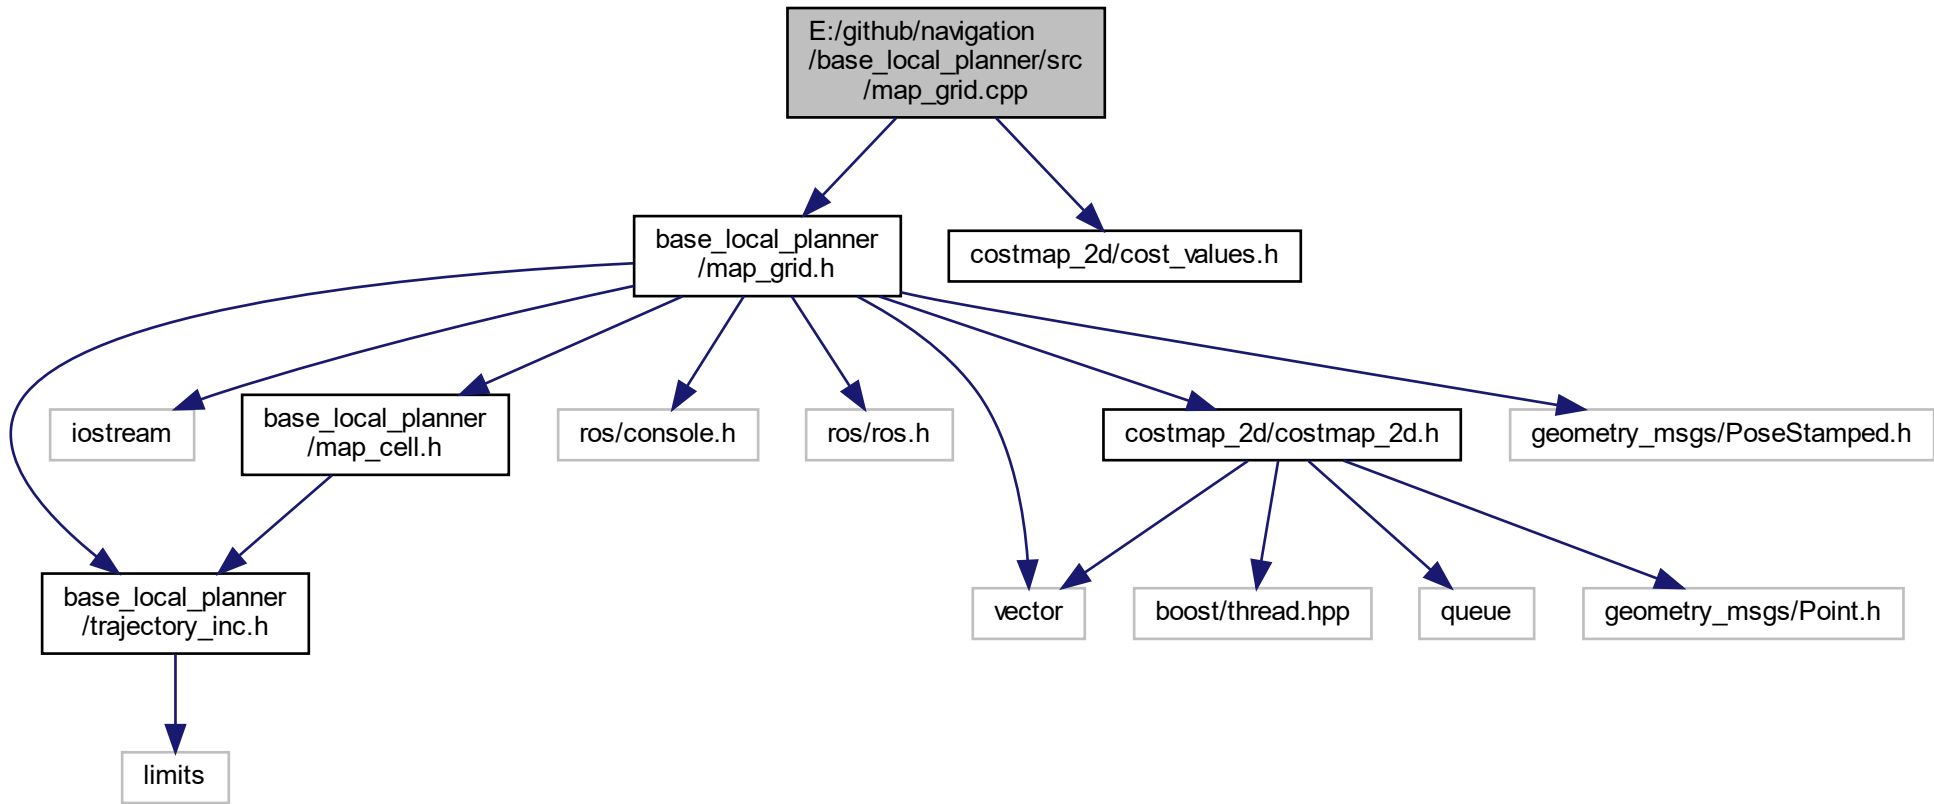 E:/github/navigation
/base_local_planner/src
/map_grid.cpp
base_local_planner
/map_grid.h
costmap_2d/cost_values.h
iostream
base_local_planner
/map_cell.h
ros/console.h
ros/ros.h
costmap_2d/costmap_2d.h
geometry_msgs/PoseStamped.h
base_local_planner
/trajectory_inc.h
vector
boost/thread.hpp
queue
geometry_msgs/Point.h
limits